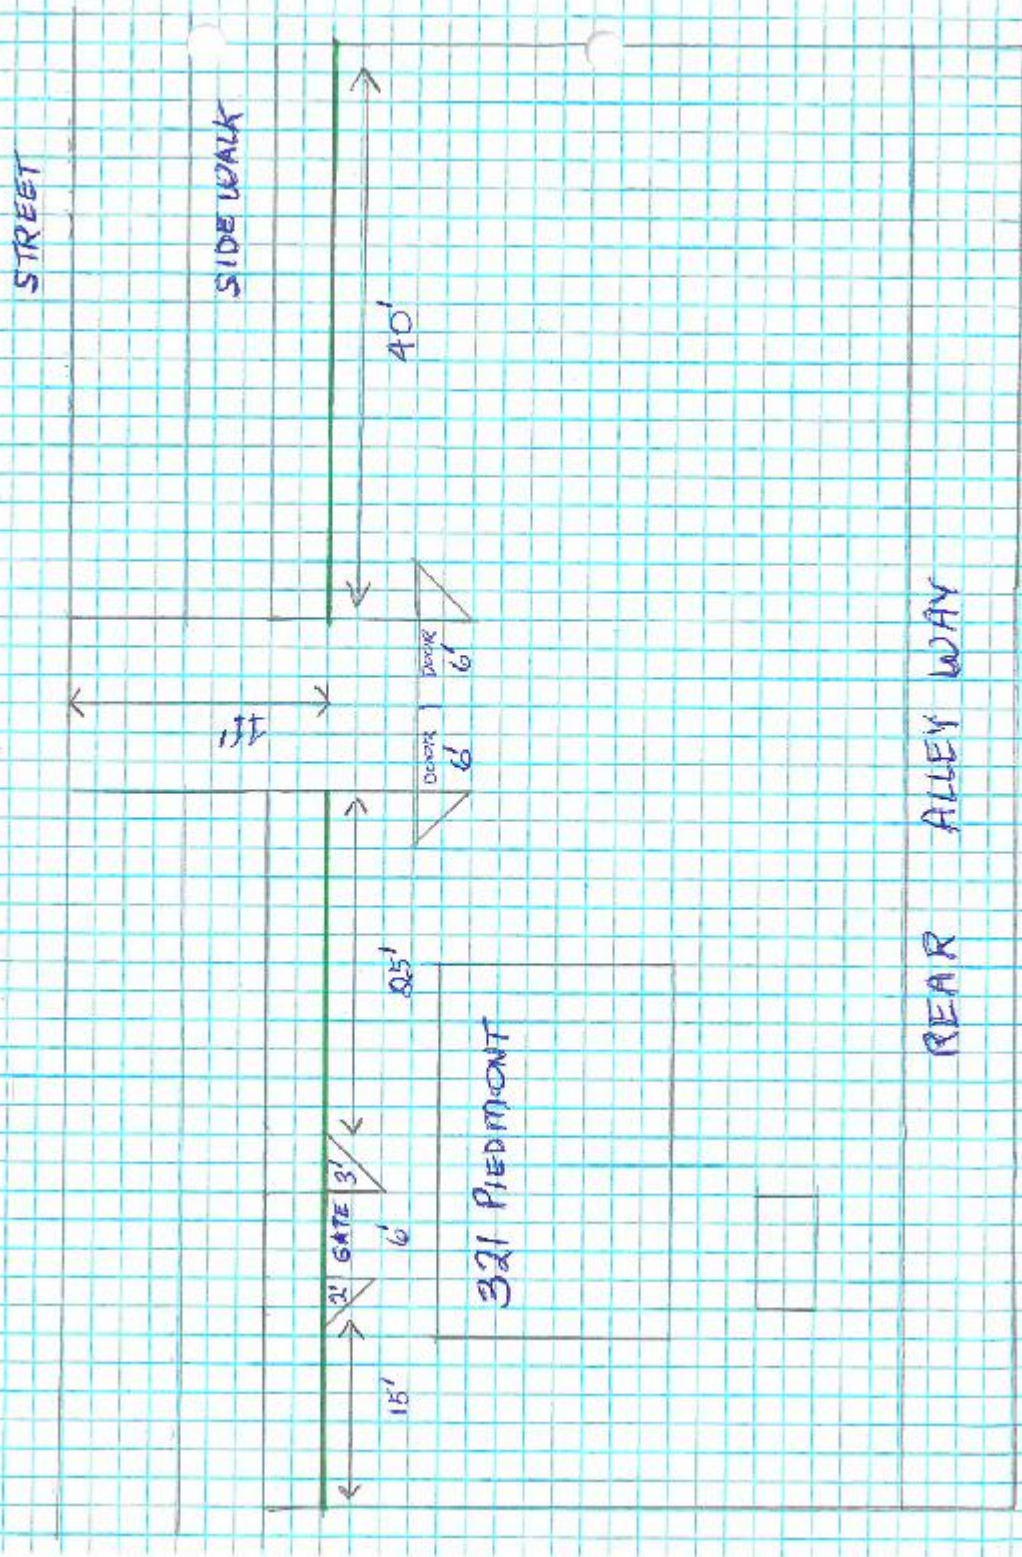 STREET
SIDE WALK
2' GATE 3'
6'
15'
25'
40'
DOOR DOOR
6' 6'
321 PIEDMONT
REAR ALLEY WAY